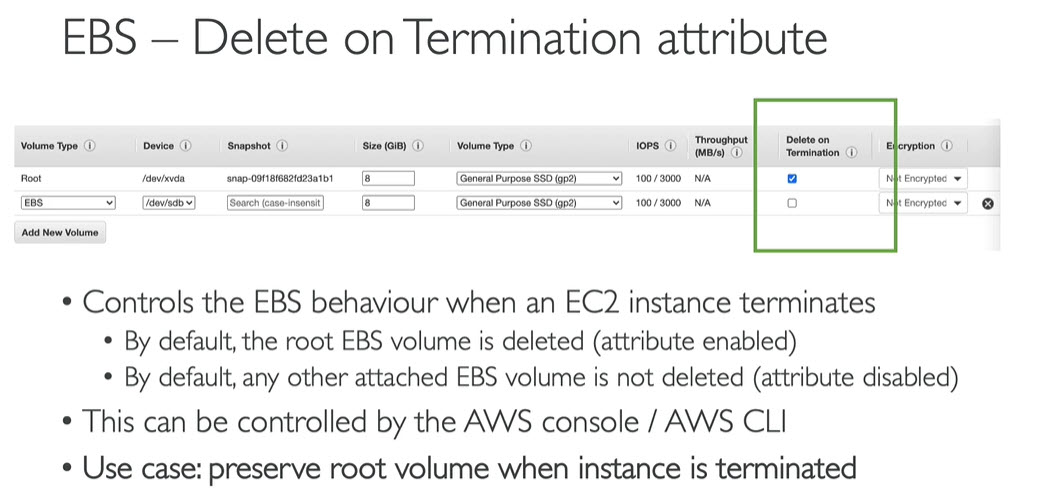 EBS – Delete on Termination attribute
Volume Type Device Snapshot Size (GiB) Volume Type IOPS Throughput (MB/s) Delete on Termination Encryption
Root /dev/xvda snap-09f18f682fd23a1b1 8 General Purpose SSD (gp2) 100 / 3000 N/A Not Encrypted
EBS /dev/sdb Search (case-insensit 8 General Purpose SSD (gp2) 100 / 3000 N/A Not Encrypted
Add New Volume
• Controls the EBS behaviour when an EC2 instance terminates
• By default, the root EBS volume is deleted (attribute enabled)
• By default, any other attached EBS volume is not deleted (attribute disabled)
• This can be controlled by the AWS console / AWS CLI
• Use case: preserve root volume when instance is terminated